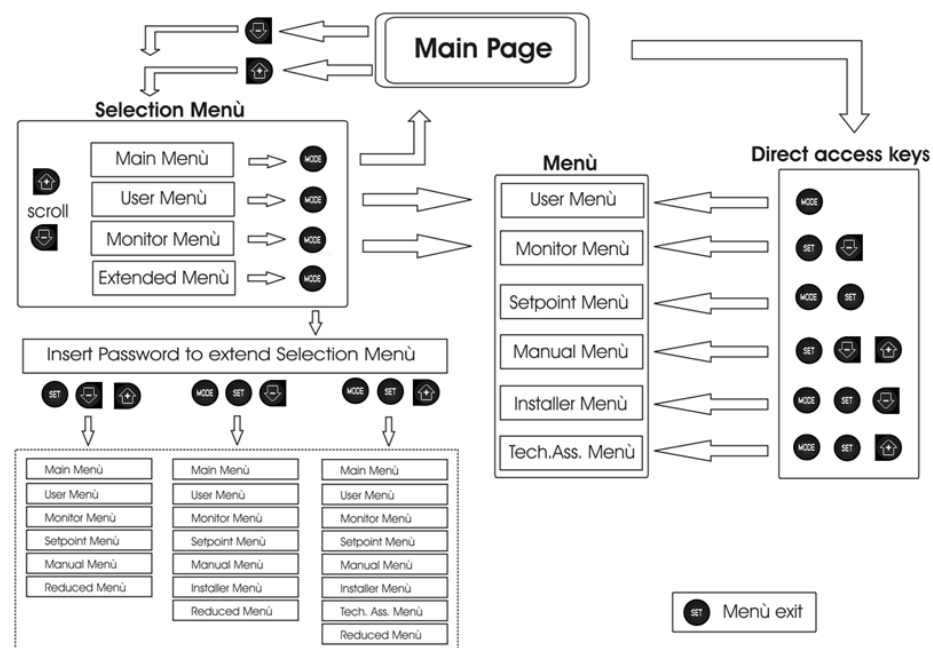 Main Page
Selection Menù
scroll
Main Menù
MODE
User Menù
MODE
Monitor Menù
MODE
Extended Menù
MODE
Insert Password to extend Selection Menù
SET - +
MODE SET -
MODE SET +
Main Menù
User Menù
Monitor Menù
Setpoint Menù
Manual Menù
Reduced Menù
Main Menù
User Menù
Monitor Menù
Setpoint Menù
Manual Menù
Installer Menù
Reduced Menù
Main Menù
User Menù
Monitor Menù
Setpoint Menù
Manual Menù
Installer Menù
Tech. Ass. Menù
Reduced Menù
Menù
User Menù
Monitor Menù
Setpoint Menù
Manual Menù
Installer Menù
Tech.Ass. Menù
Direct access keys
MODE
SET -
MODE SET
SET - +
MODE SET -
MODE SET +
SET Menù exit